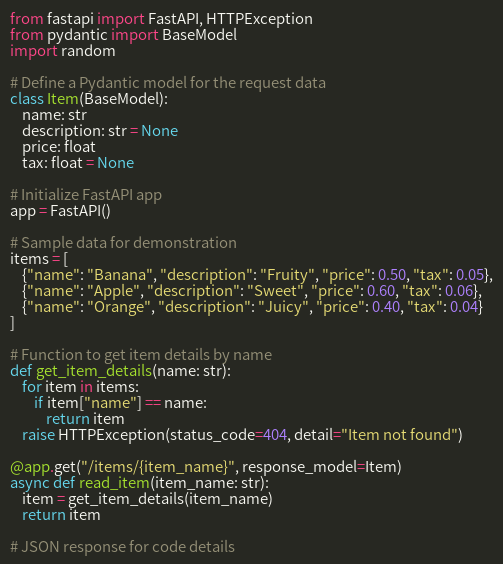 from fastapi import FastAPI, HTTPException
from pydantic import BaseModel
import random

# Define a Pydantic model for the request data
class Item(BaseModel):
    name: str
    description: str = None
    price: float
    tax: float = None

# Initialize FastAPI app
app = FastAPI()

# Sample data for demonstration
items = [
    {"name": "Banana", "description": "Fruity", "price": 0.50, "tax": 0.05},
    {"name": "Apple", "description": "Sweet", "price": 0.60, "tax": 0.06},
    {"name": "Orange", "description": "Juicy", "price": 0.40, "tax": 0.04}
]

# Function to get item details by name
def get_item_details(name: str):
    for item in items:
        if item["name"] == name:
            return item
    raise HTTPException(status_code=404, detail="Item not found")

@app.get("/items/{item_name}", response_model=Item)
async def read_item(item_name: str):
    item = get_item_details(item_name)
    return item

# JSON response for code details